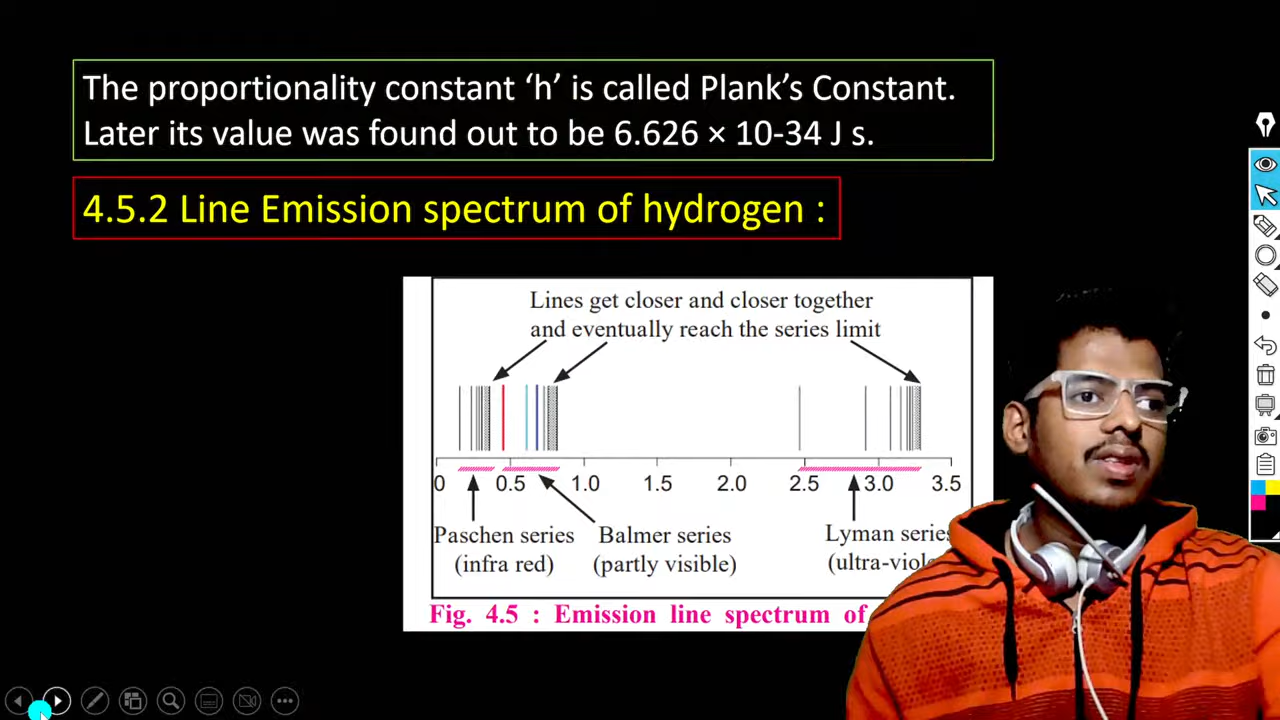 The proportionality constant ‘h’ is called Plank’s Constant.
Later its value was found out to be 6.626 × 10-34 J s.
4.5.2 Line Emission spectrum of hydrogen :
Lines get closer and closer together
and eventually reach the series limit
0 0.5 1.0 1.5 2.0 2.5 3.0 3.5
Paschen series
(infra red)
Balmer series
(partly visible)
Lyman
Fig. 4.5 : Emission line spectrum of